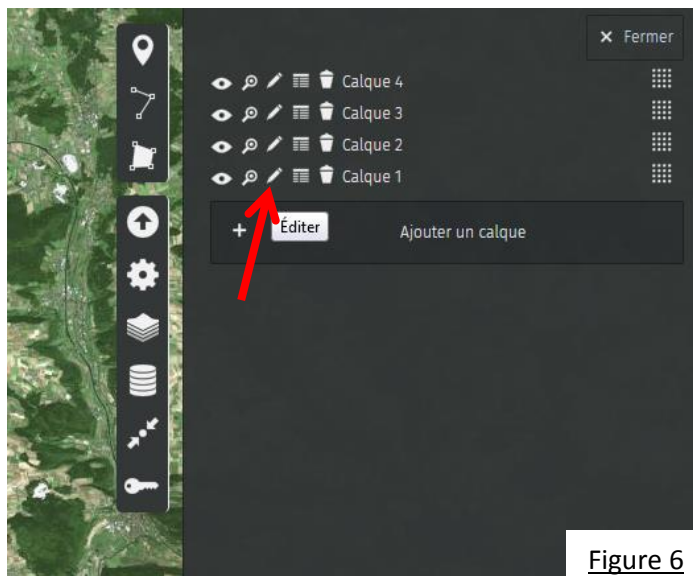 × Fermer
Calque 4
Calque 3
Calque 2
Calque 1
+ Éditer Ajouter un calque
Figure 6